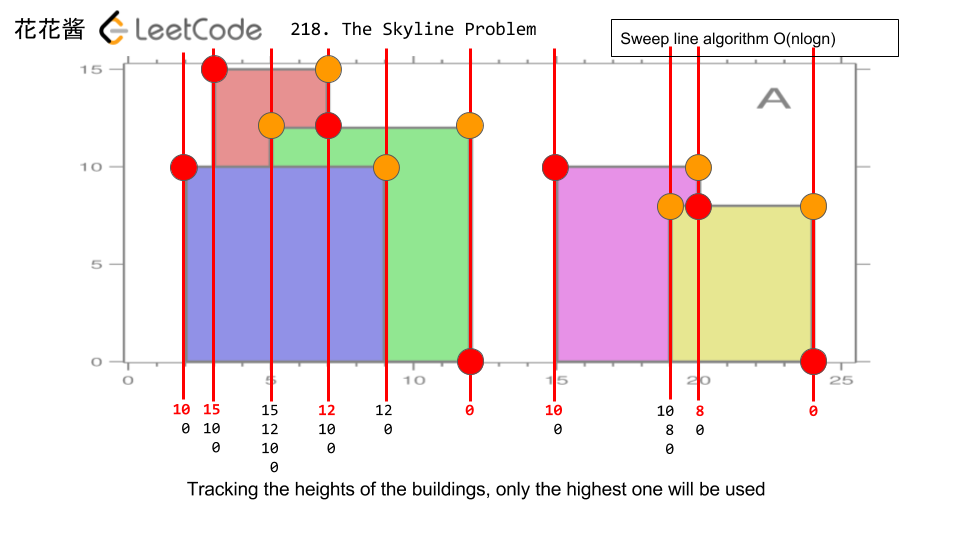 花花酱 LeetCode 218. The Skyline Problem
Sweep line algorithm O(nlogn)
15
A
10
5
0
0 5 10 15 20 25
10 15 15 12 12 0 10 10 8 0
0 10 12 10 0 0 8 0
0 10 0 0
0
Tracking the heights of the buildings, only the highest one will be used